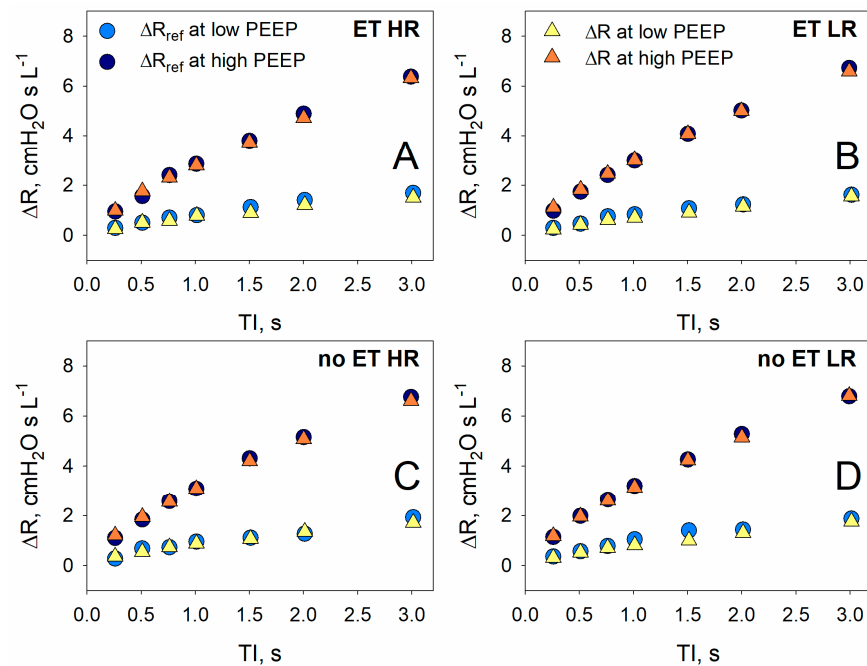 ET HR
ΔRref at low PEEP
ΔRref at high PEEP
A
ΔR, cmH2O s L-1
8
6
4
2
0
0.0 0.5 1.0 1.5 2.0 2.5 3.0
TI, s
ET LR
ΔR at low PEEP
ΔR at high PEEP
B
ΔR, cmH2O s L-1
8
6
4
2
0
0.0 0.5 1.0 1.5 2.0 2.5 3.0
TI, s
no ET HR
C
ΔR, cmH2O s L-1
8
6
4
2
0
0.0 0.5 1.0 1.5 2.0 2.5 3.0
TI, s
no ET LR
D
ΔR, cmH2O s L-1
8
6
4
2
0
0.0 0.5 1.0 1.5 2.0 2.5 3.0
TI, s